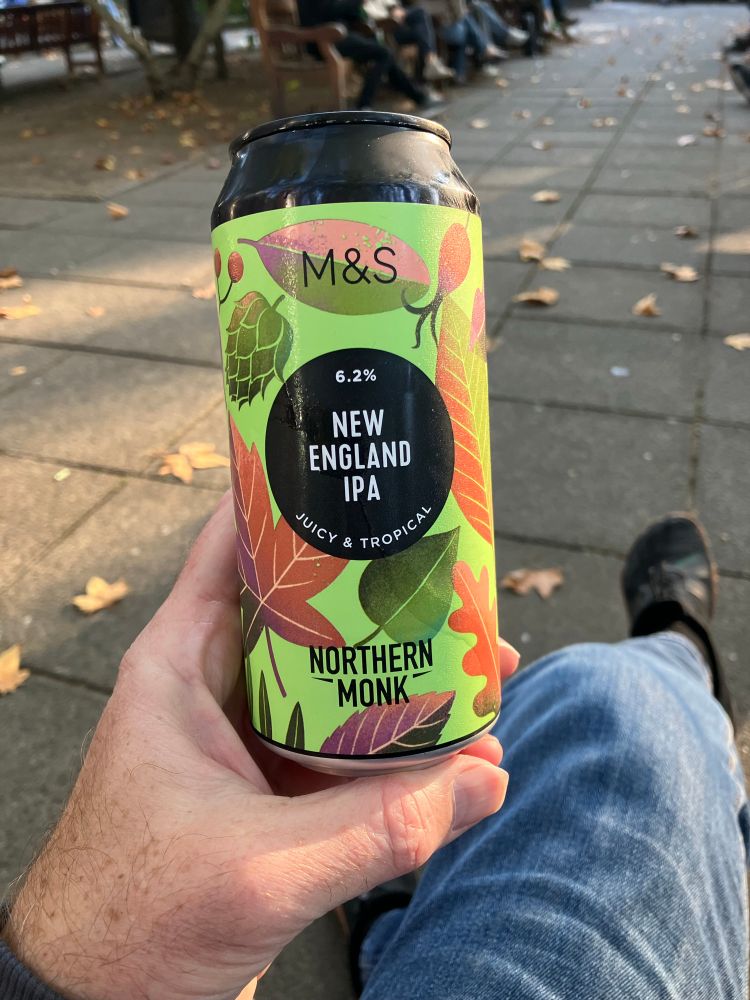 M&S
6.2%
NEW
ENGLAND
IPA
JUICY & TROPICAL
NORTHERN
MONK